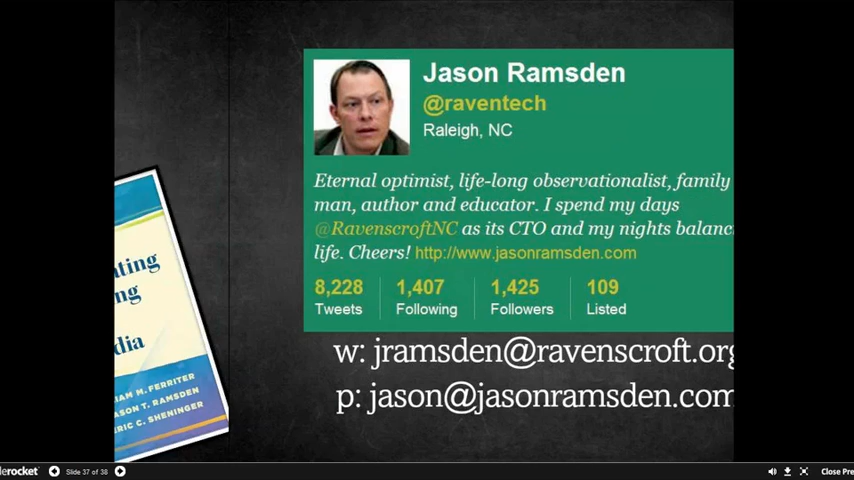 Jason Ramsden
@raventech
Raleigh, NC
Eternal optimist, life-long observationalist, family
man, author and educator. I spend my days
@RavenscroftNC as its CTO and my nights balanc
life. Cheers! http://www.jasonramsden.com
8,228 1,407 1,425 109
Tweets Following Followers Listed
w: jramsden@ravenscroft.org
p: jason@jasonramsden.com
ating
ng
dia
IAM M. FERRITER
ASON T. RAMSDEN
ERIC C. SHENINGER
lerocket Slide 37 of 38 Close Pre